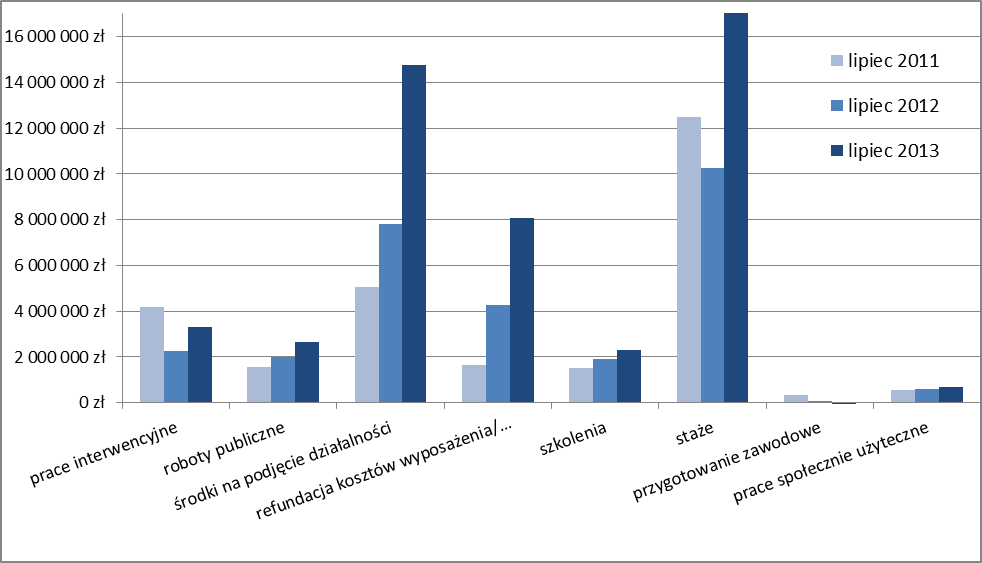 16 000 000 zł
14 000 000 zł
12 000 000 zł
10 000 000 zł
8 000 000 zł
6 000 000 zł
4 000 000 zł
2 000 000 zł
0 zł
lipiec 2011
lipiec 2012
lipiec 2013
prace interwencyjne
roboty publiczne
środki na podjęcie działalności
refundacja kosztów wyposażenia/...
szkolenia
staże
przygotowanie zawodowe
prace społecznie użyteczne